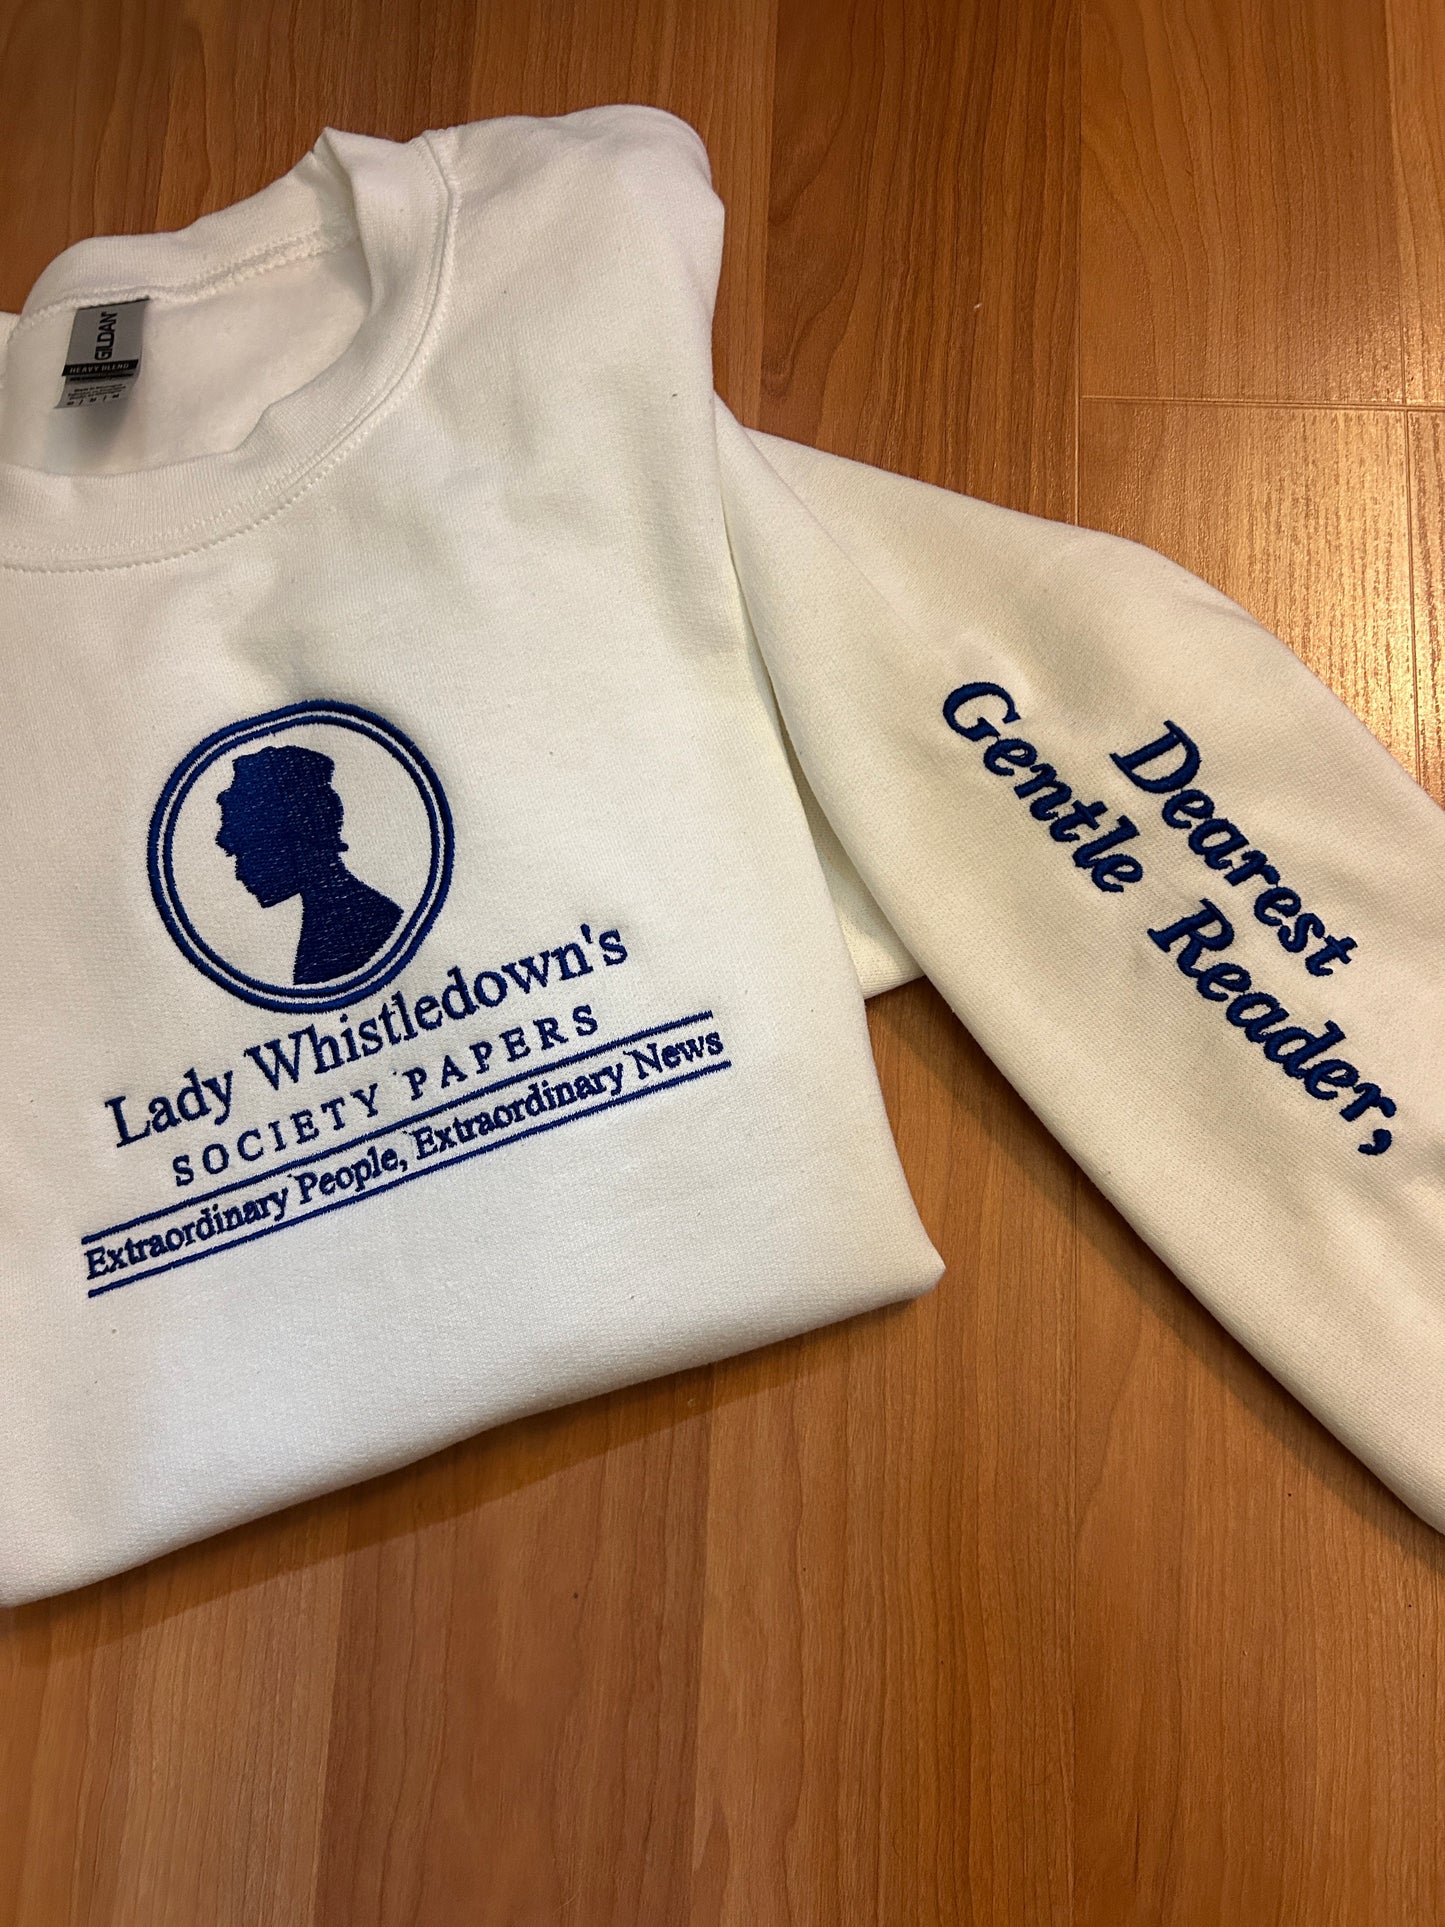 GILDAN
HEAVY BLEND
Lady Whistledown's
SOCIETY PAPERS
Extraordinary People, Extraordinary News
Dearest
Gentle Reader,